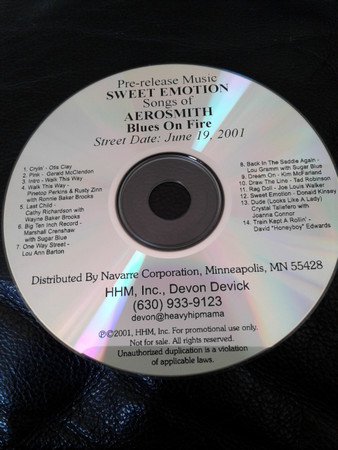 Pre-release Music
SWEET EMOTION
Songs of
AEROSMITH
Blues On Fire
Street Date: June 19, 2001
1. Cryin' - Otis Clay
2. Pink - Gerald McClendon
3. Intro - Walk This Way
4. Walk This Way -
Pinetop Perkins & Rusty Zinn
with Ronnie Baker Brooks
5. Last Child -
Cathy Richardson with
Wayne Baker Brooks
6. Big Ten Inch Record -
Marshall Crenshaw
with Sugar Blue
7. One Way Street -
Lou Ann Barton
8. Back In The Saddle Again -
Lou Gramm with Sugar Blue
9. Dream On - Kim McFarland
10. Draw The Line - Tad Robinson
11. Rag Doll - Joe Louis Walker
12. Sweet Emotion - Donald Kinsey
13. Dude (Looks Like A Lady)
Crystal Taliefero with
Joanna Connor
14. Train Kept A Rollin' -
David "Honeyboy" Edwards
Distributed By Navarre Corporation, Minneapolis, MN 55428
HHM, Inc., Devon Devick
(630) 933-9123
devon@heavyhipmama
℗©2001, HHM, Inc. For promotional use only.
Not for sale. All rights reserved.
Unauthorized duplication is a violation
of applicable laws.